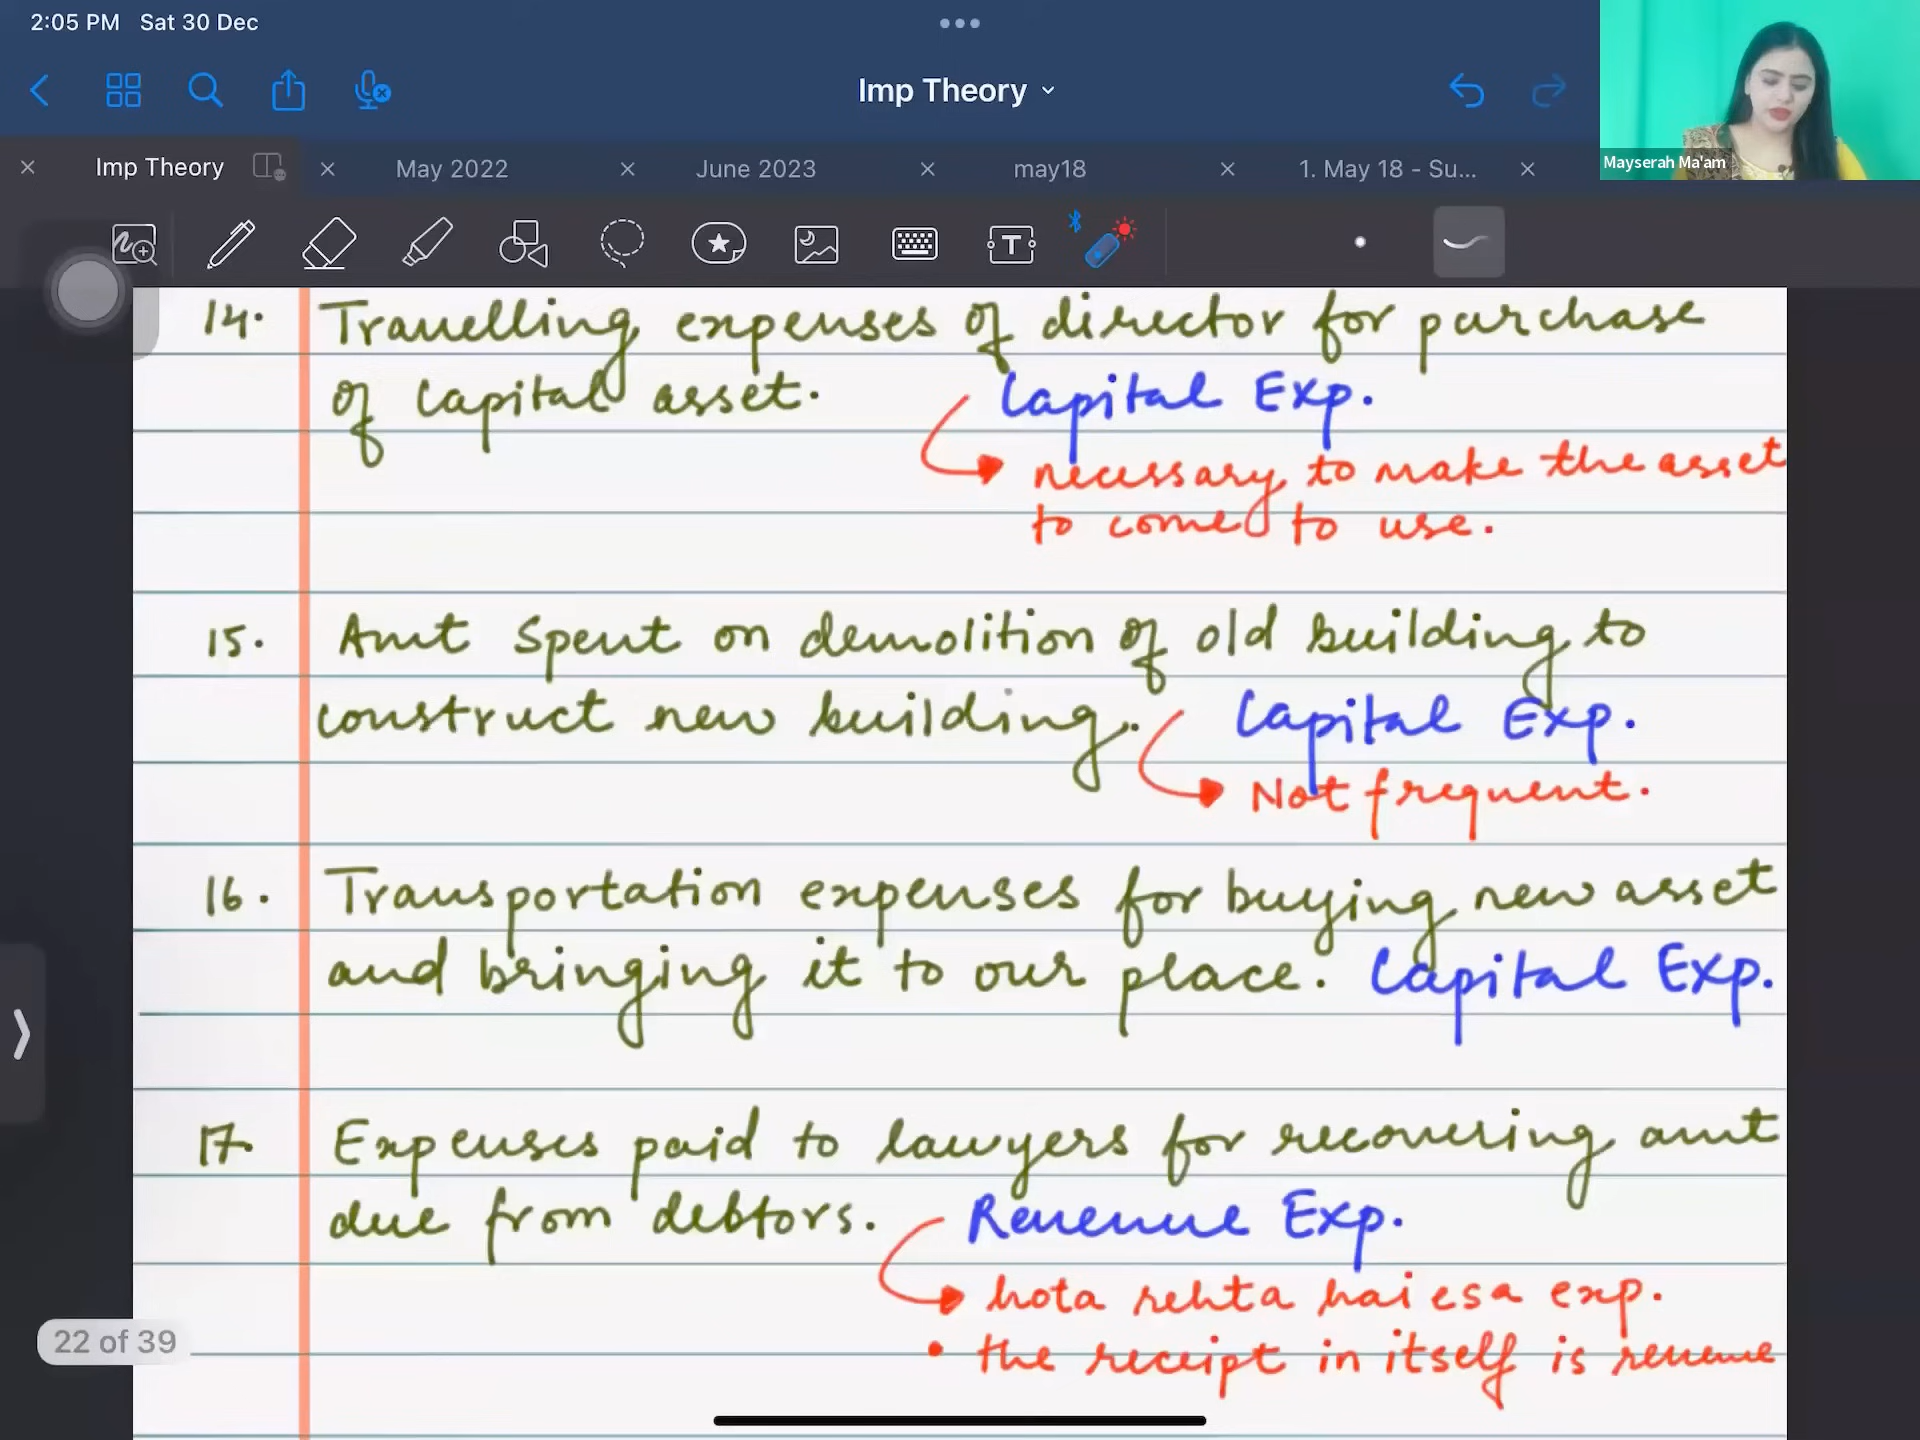 2:05 PM Sat 30 Dec
Imp Theory
Mayserah Ma'am
Imp Theory
May 2022
June 2023
may18
1. May 18 - Su...
14. Travelling expenses of director for purchase
of Capital asset. Capital Exp.
necessary to make the asset
to come to use.
15. Amt Spent on demolition of old building to
construct new building. Capital Exp.
Not frequent.
16. Transportation expenses for buying new asset
and bringing it to our place. Capital Exp.
17. Expenses paid to lawyers for recovering amt
due from debtors. Revenue Exp.
hota rehta hai esa exp.
• the receipt in itself is revenue
22 of 39